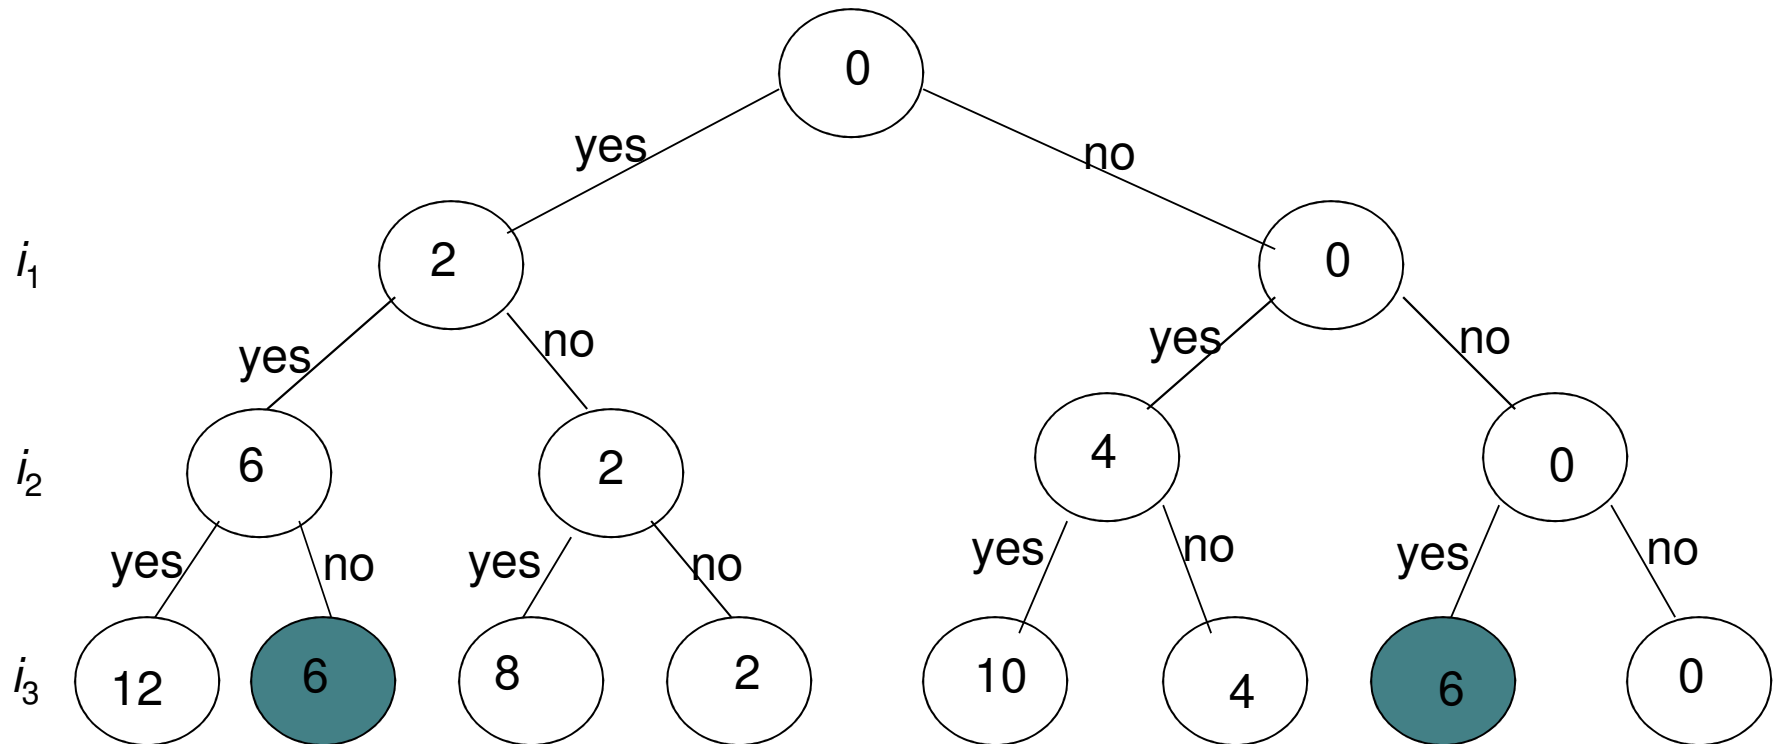 0
yes no
i1 2 0
yes no yes no
i2 6 2 4 0
yes no yes no yes no yes no
i3 12 6 8 2 10 4 6 0